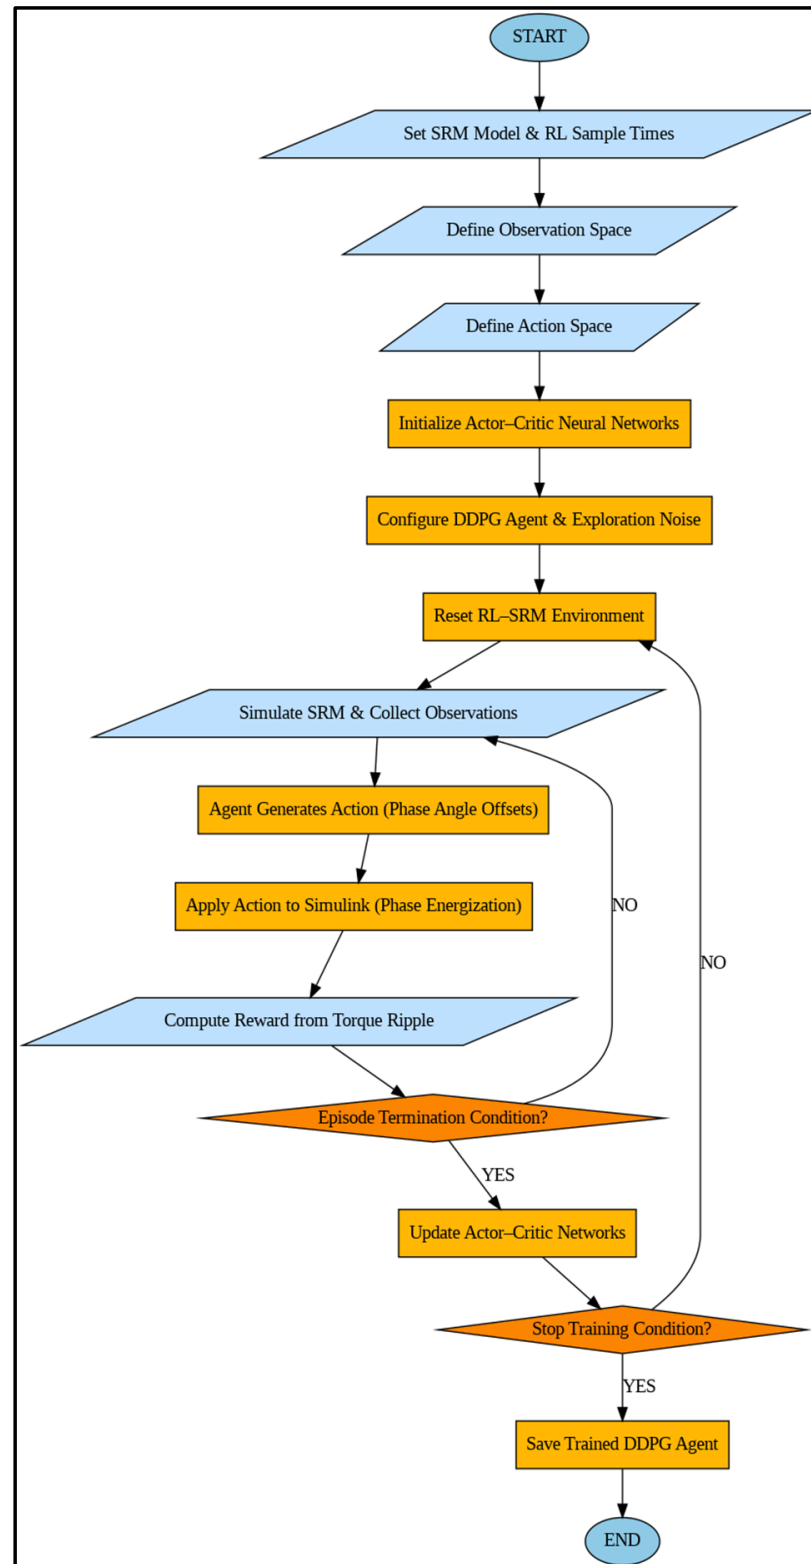 START
Set SRM Model & RL Sample Times
Define Observation Space
Define Action Space
Initialize Actor–Critic Neural Networks
Configure DDPG Agent & Exploration Noise
Reset RL–SRM Environment
Simulate SRM & Collect Observations
Agent Generates Action (Phase Angle Offsets)
Apply Action to Simulink (Phase Energization)
NO
NO
Compute Reward from Torque Ripple
Episode Termination Condition?
YES
Update Actor–Critic Networks
Stop Training Condition?
YES
Save Trained DDPG Agent
END